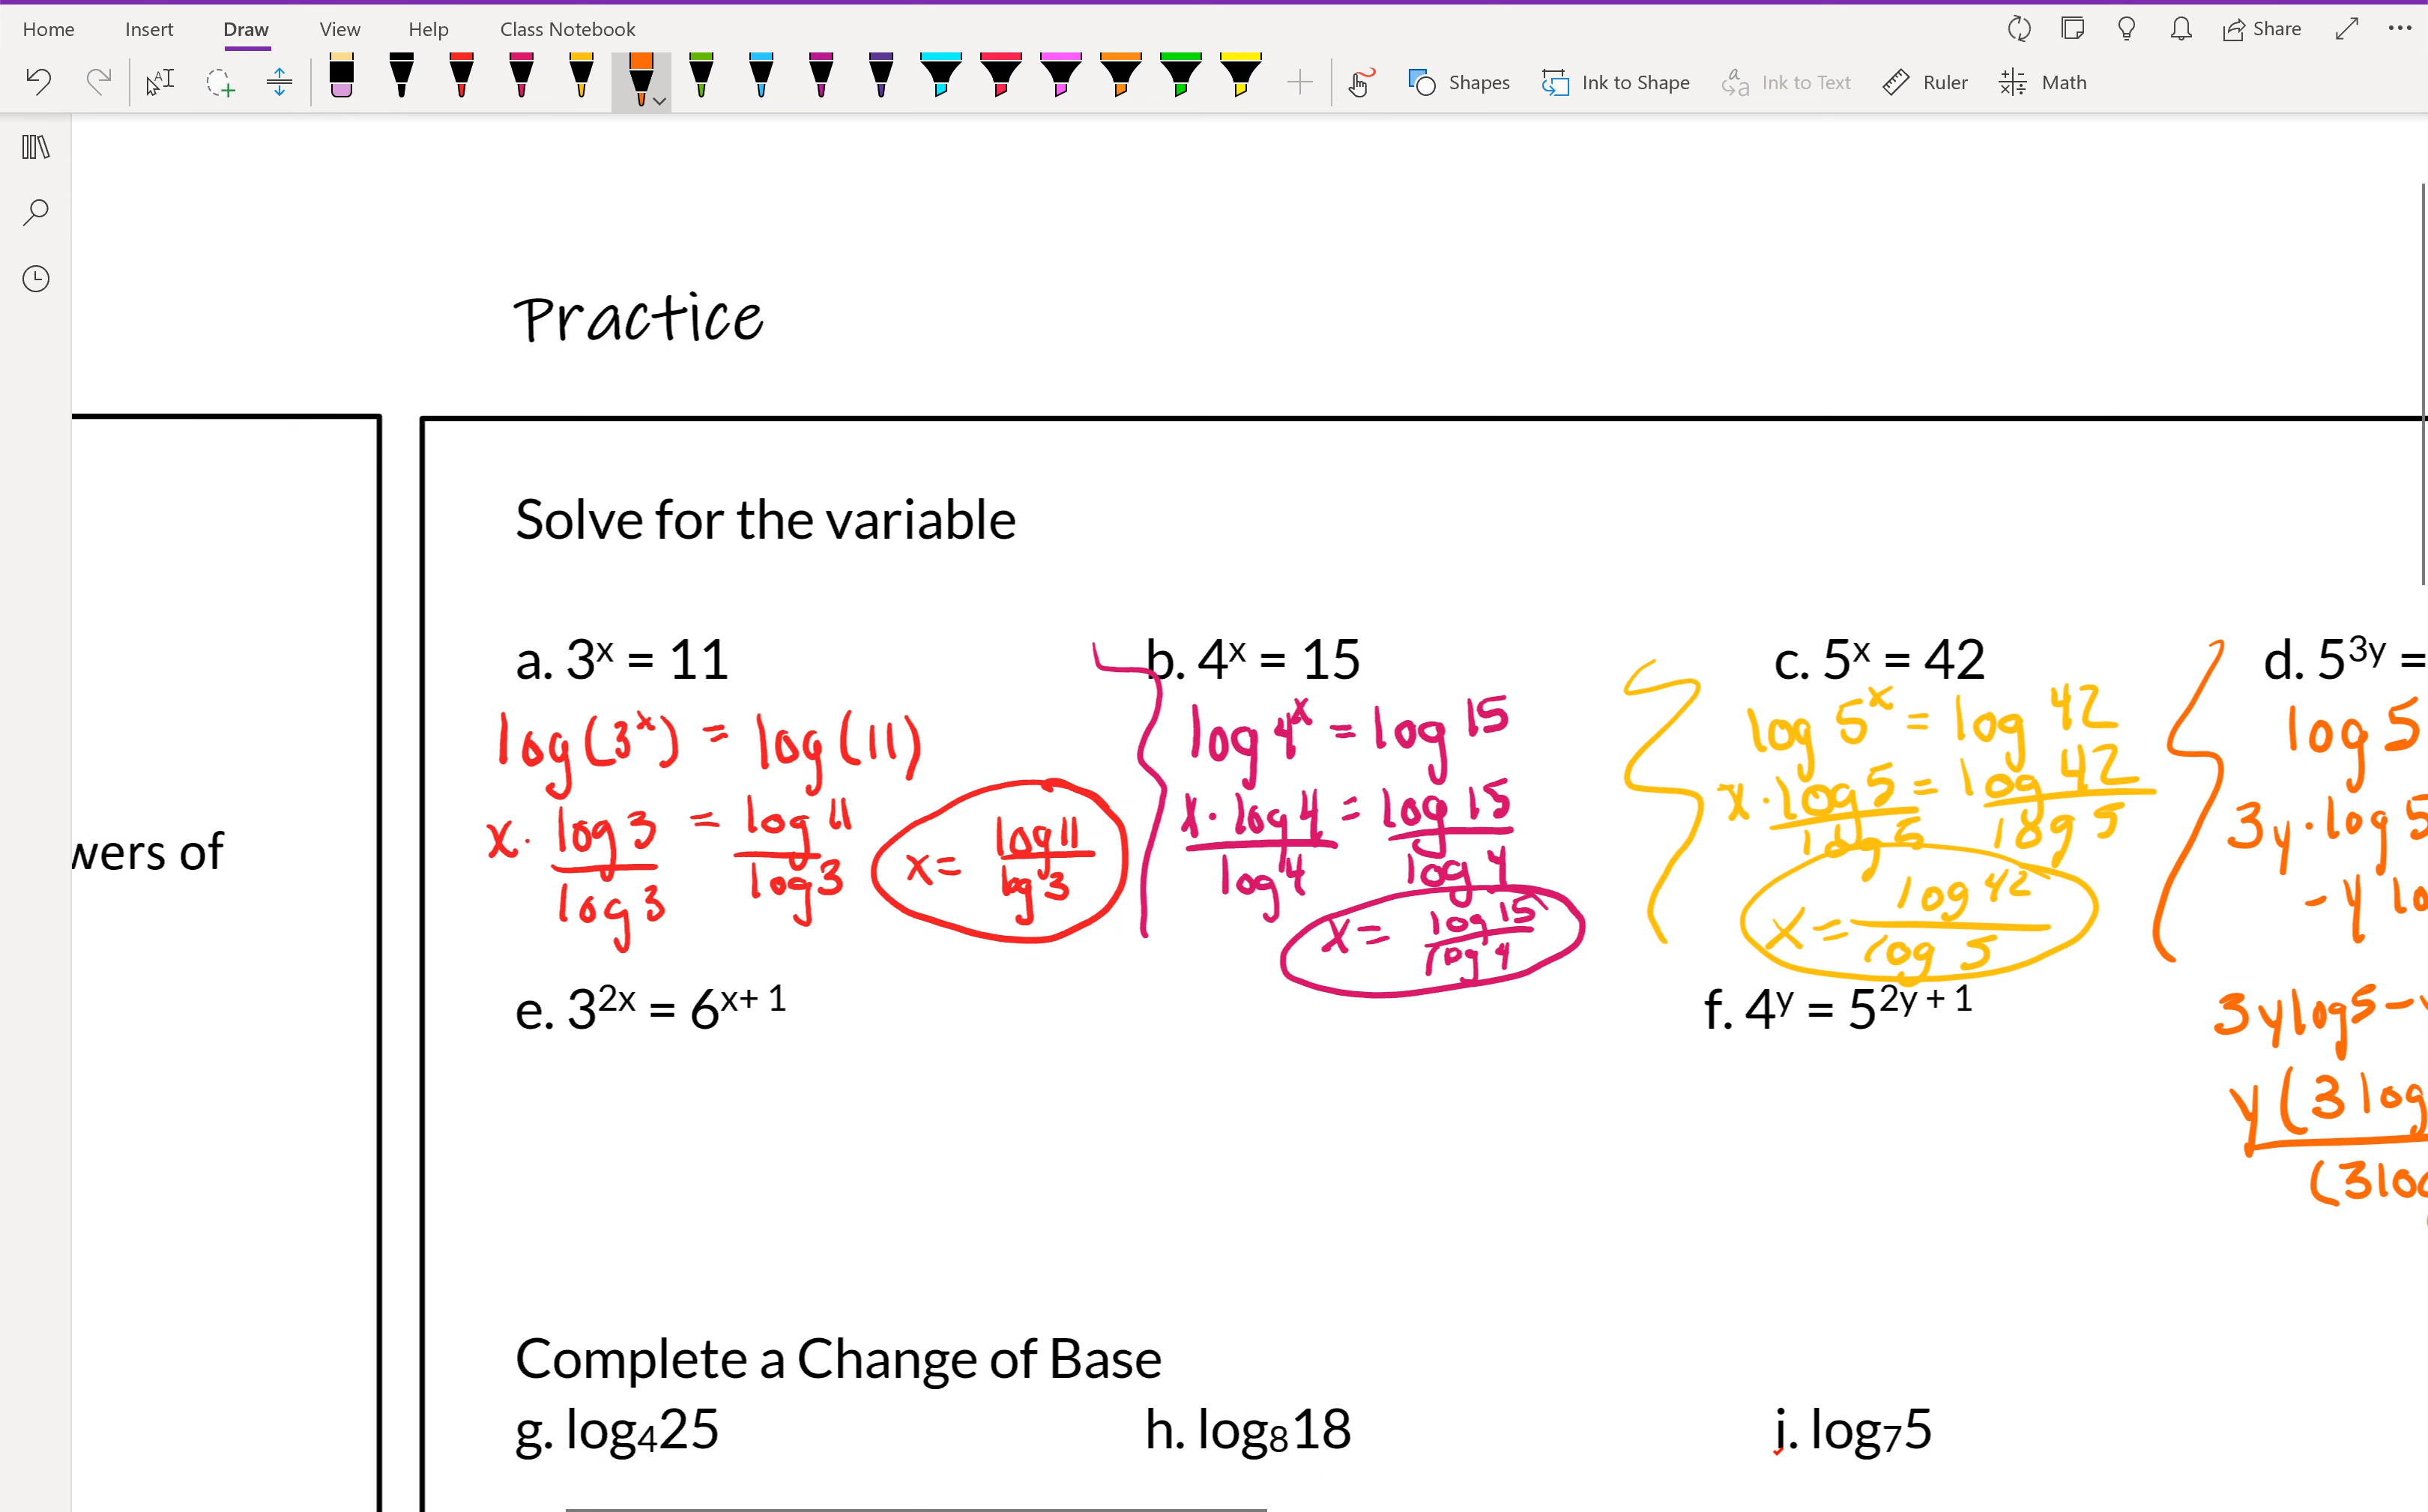 Home Insert Draw View Help Class Notebook Share
Shapes Ink to Shape Ink to Text Ruler Math
Practice
wers of
Solve for the variable
a. 3ˣ = 11
log(3ˣ) = log(11)
x. log 3 = log 11
log 3 log 3
x= log 11
log 3
b. 4ˣ = 15
log 4ˣ = log 15
x. log 4 = log 15
log 4 log 4
x= log 15
log 4
c. 5ˣ = 42
log 5ˣ = log 42
x.log 5 = log 42
log 5 log 5
x= log 42
log 5
d. 5³ʸ =
log 5
3y.log 5
- y lo
3ylog5-
y(3log
(3lo
e. 3²ˣ = 6ˣ⁺ ¹
f. 4ʸ = 5²ʸ ⁺ ¹
Complete a Change of Base
g. log₄25 h. log₈18 j. log₇5